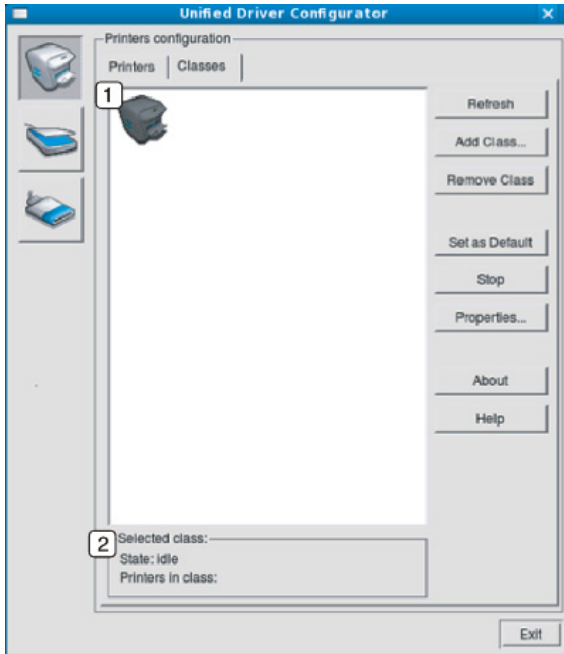 Unified Driver Configurator
Printers configuration
Printers Classes
1
Refresh
Add Class...
Remove Class
Set as Default
Stop
Properties...
About
Help
2
Selected class:
State: idle
Printers in class:
Exit